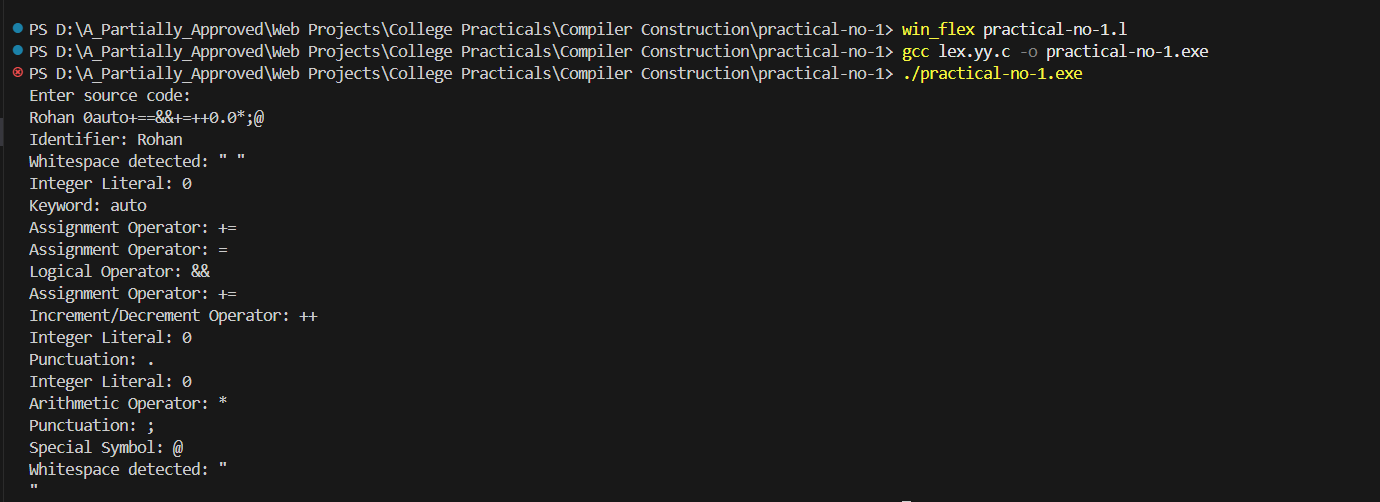 PS D:\A_Partially_Approved\Web Projects\College Practicals\Compiler Construction\practical-no-1> win_flex practical-no-1.l
PS D:\A_Partially_Approved\Web Projects\College Practicals\Compiler Construction\practical-no-1> gcc lex.yy.c -o practical-no-1.exe
PS D:\A_Partially_Approved\Web Projects\College Practicals\Compiler Construction\practical-no-1> ./practical-no-1.exe
Enter source code:
Rohan 0auto+==&&+=++0.0*;@
Identifier: Rohan
Whitespace detected: " "
Integer Literal: 0
Keyword: auto
Assignment Operator: +=
Assignment Operator: =
Logical Operator: &&
Assignment Operator: +=
Increment/Decrement Operator: ++
Integer Literal: 0
Punctuation: .
Integer Literal: 0
Arithmetic Operator: *
Punctuation: ;
Special Symbol: @
Whitespace detected: "
"